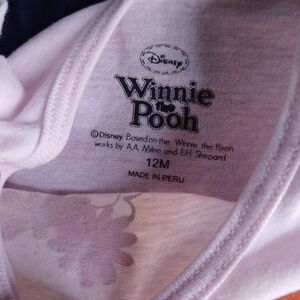 Disney
Winnie
the
Pooh
©Disney. Based on the "Winnie the Pooh"
works by A.A. Milne and E.H. Shepard
12M
MADE IN PERU